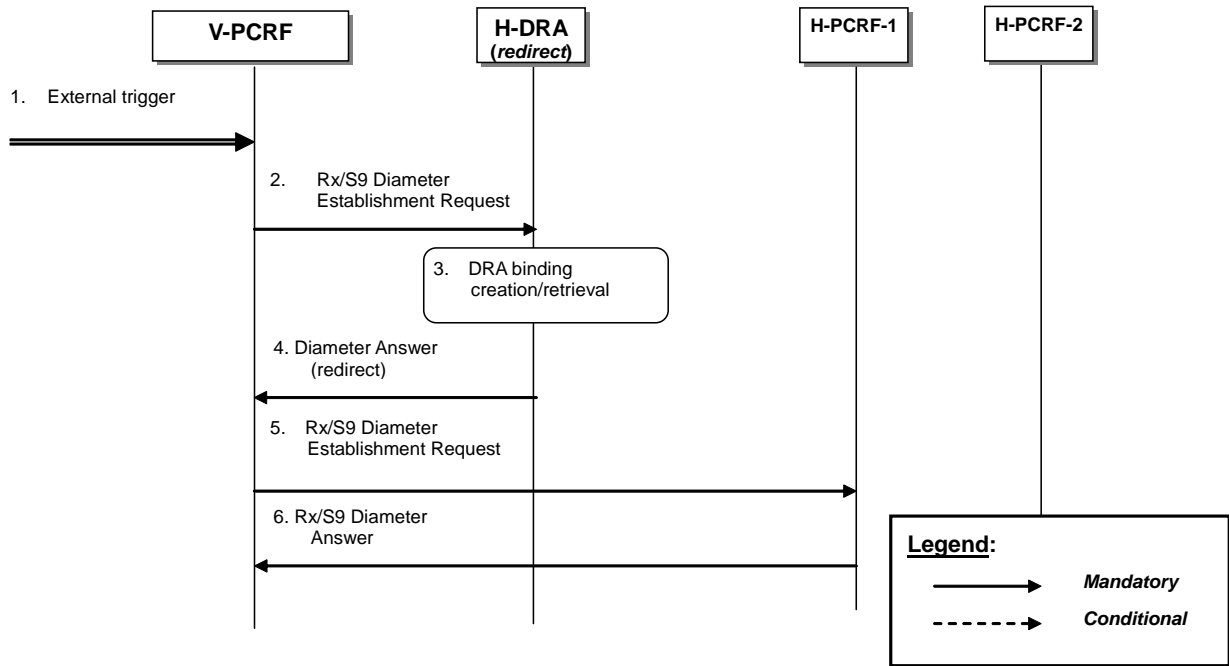 V-PCRF
H-DRA
(redirect)
H-PCRF-1
H-PCRF-2
1. External trigger
2. Rx/S9 Diameter
Establishment Request
3. DRA binding
creation/retrieval
4. Diameter Answer
(redirect)
5. Rx/S9 Diameter
Establishment Request
6. Rx/S9 Diameter
Answer
Legend:
Mandatory
Conditional